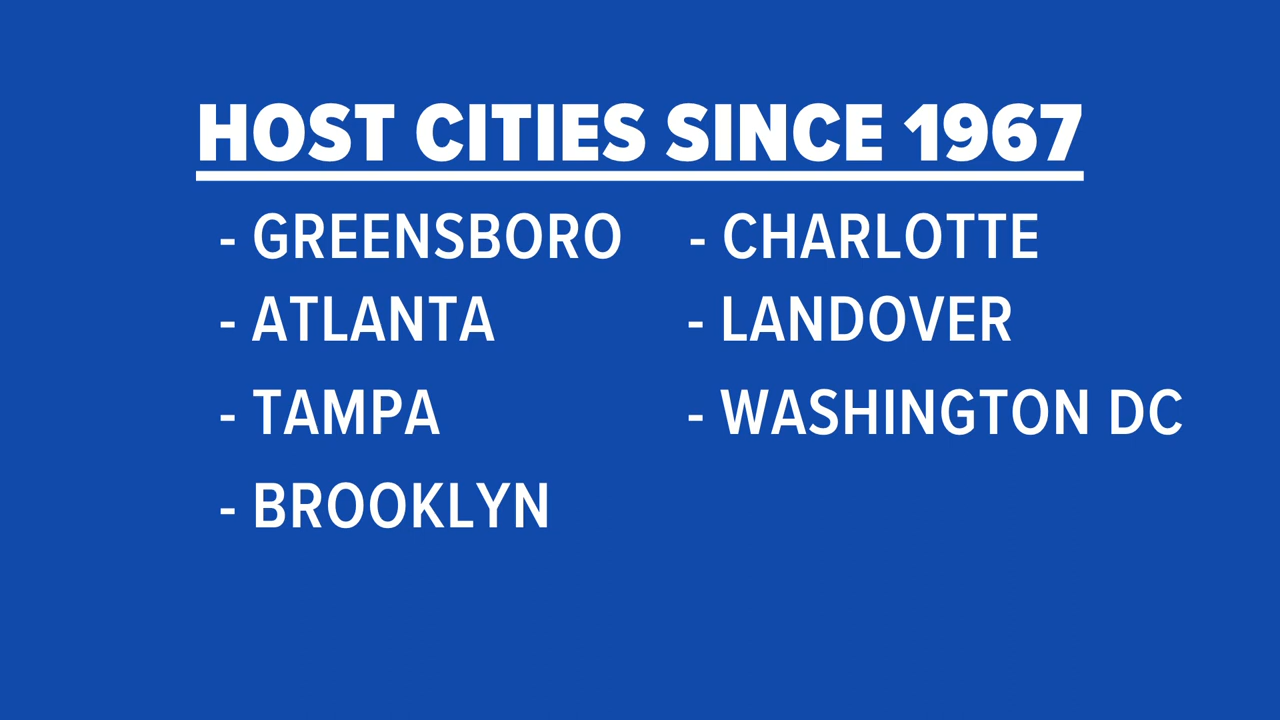 HOST CITIES SINCE 1967
- GREENSBORO
- ATLANTA
- TAMPA
- BROOKLYN
- CHARLOTTE
- LANDOVER
- WASHINGTON DC